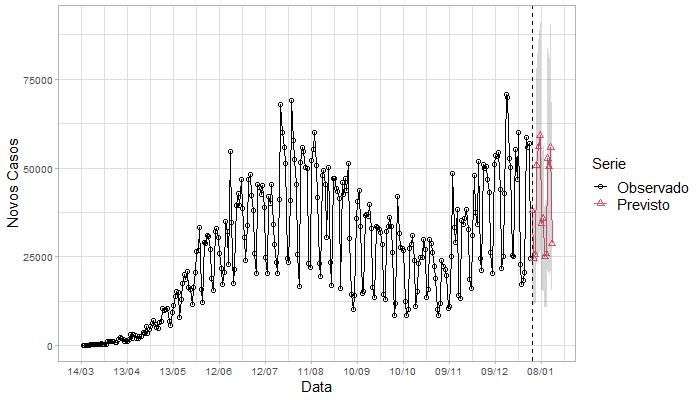 Novos Casos
75000
50000
25000
0
14/03 13/04 13/05 12/06 12/07 11/08 10/09 10/10 09/11 09/12 08/01
Data
Serie
Observado
Previsto